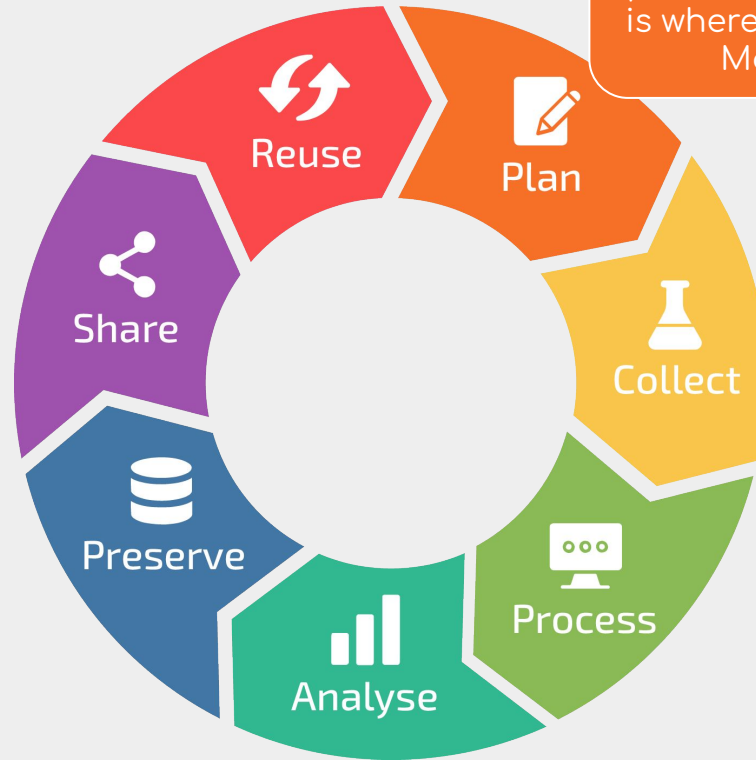 is where
Reuse
Plan
Collect
Process
Analyse
Preserve
Share